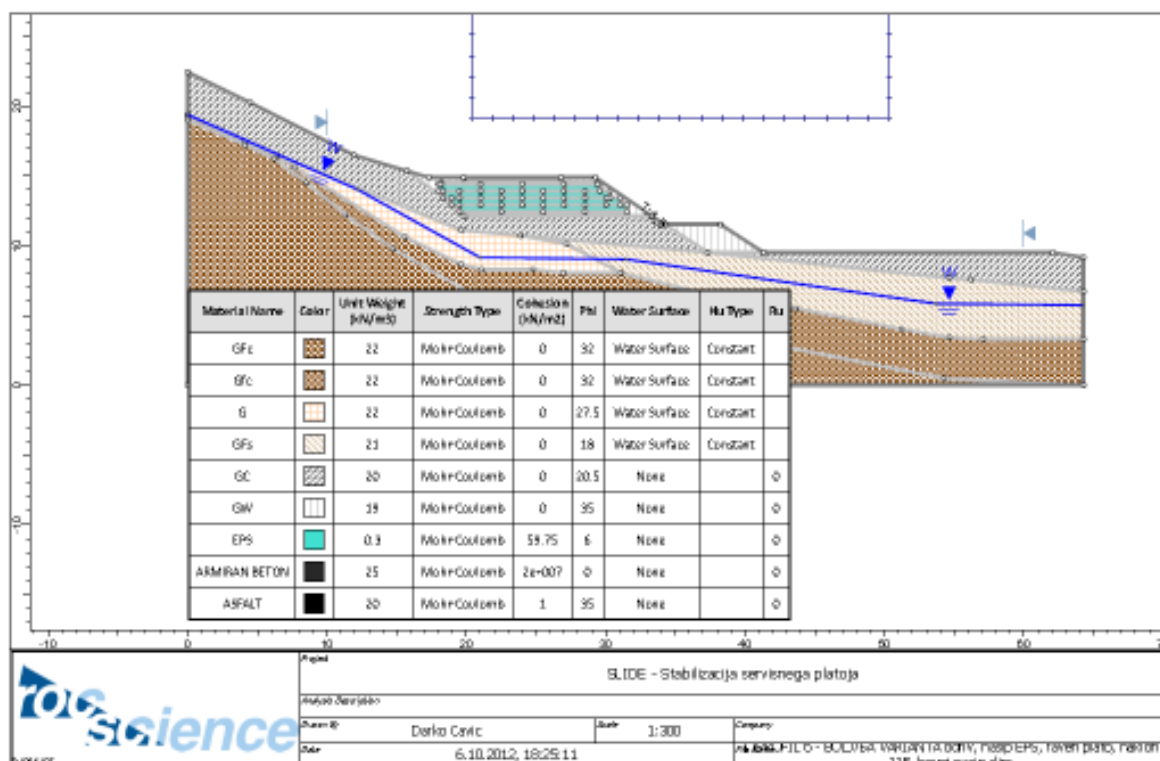 20
10
0
-10
W
W
Material Name Color Unit Weight (kN/m3) Strength Type Cohesion (kN/m2) Phi Water Surface Hu Type Ru
GFc 22 Mohr-Coulomb 0 32 Water Surface Constant
Gfc 22 Mohr-Coulomb 0 32 Water Surface Constant
G 22 Mohr-Coulomb 0 27.5 Water Surface Constant
GFs 21 Mohr-Coulomb 0 18 Water Surface Constant
GC 20 Mohr-Coulomb 0 20.5 None 0
GW 19 Mohr-Coulomb 0 35 None 0
EPS 0.3 Mohr-Coulomb 59.75 6 None 0
ARMIRAN BETON 25 Mohr-Coulomb 2e+007 0 None 0
ASFALT 20 Mohr-Coulomb 1 35 None 0
-10 0 10 20 30 40 50 60
rocscience
Project
SLIDE - Stabilizacija servisnega platoja
Analysis Description
Drawn By Darko Cavic Scale 1:300 Company
Date 6.10.2012, 18:25:11
VARIANTA nasip EPS, raven plato,